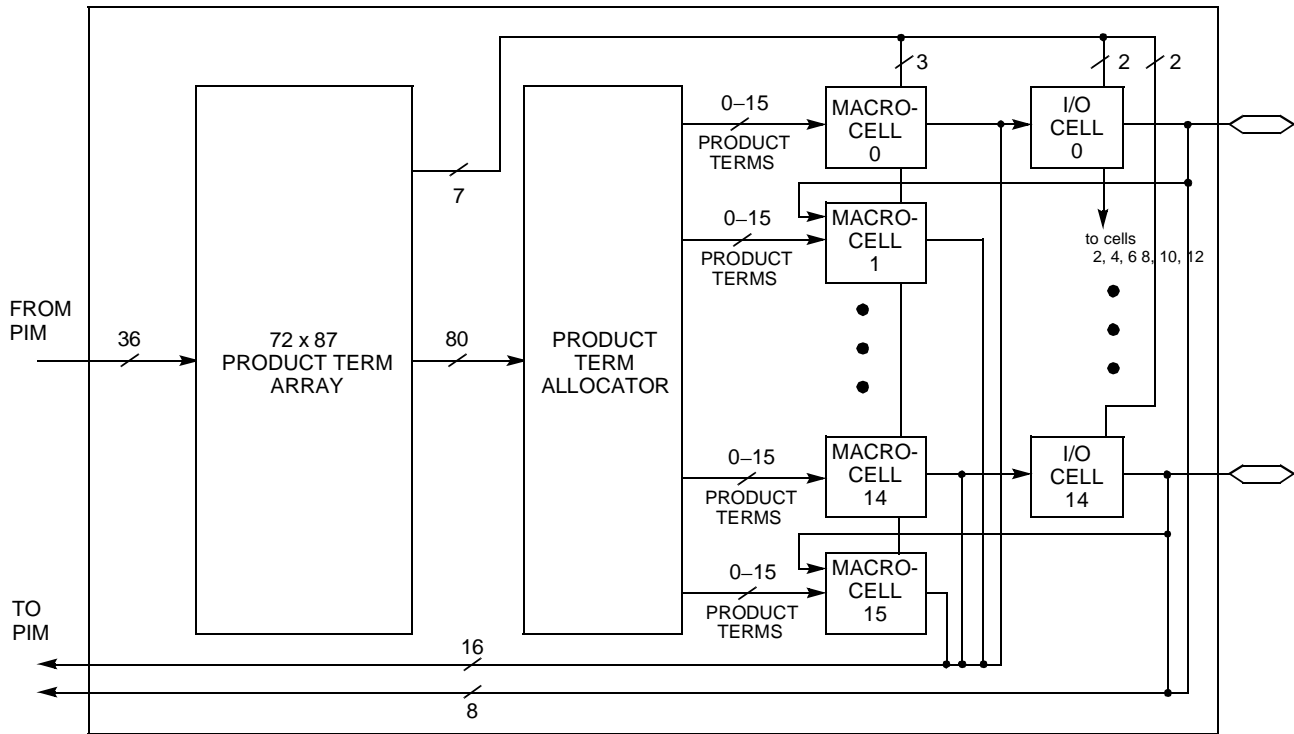 3
2
2
0–15
PRODUCT
TERMS
MACRO-
CELL
0
I/O
CELL
0
7
0–15
PRODUCT
TERMS
MACRO-
CELL
1
to cells
2, 4, 6 8, 10, 12
FROM
PIM
36
72 x 87
PRODUCT TERM
ARRAY
80
PRODUCT
TERM
ALLOCATOR
0–15
PRODUCT
TERMS
MACRO-
CELL
14
I/O
CELL
14
0–15
PRODUCT
TERMS
MACRO-
CELL
15
TO
PIM
16
8